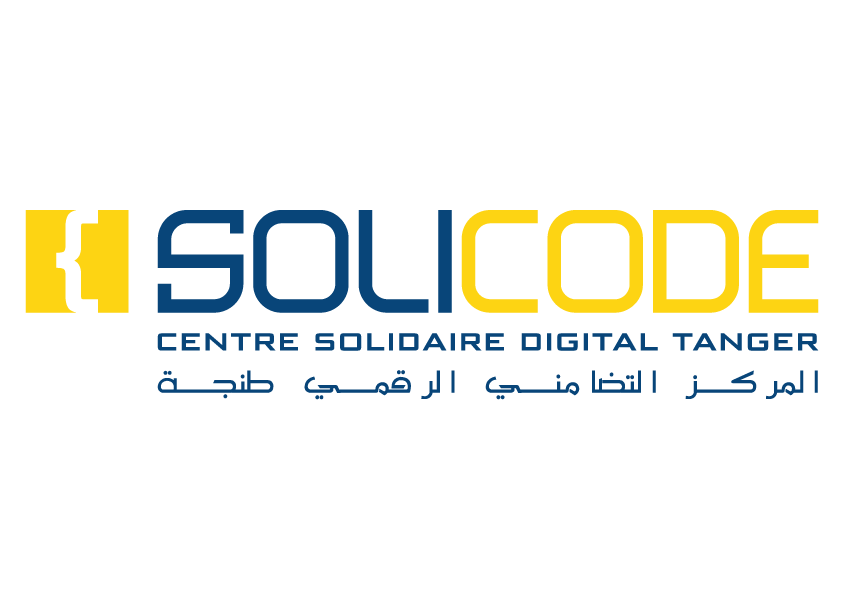 SOLICODE
CENTRE SOLIDAIRE DIGITAL TANGER
المركز التضامني الرقمي طنجة